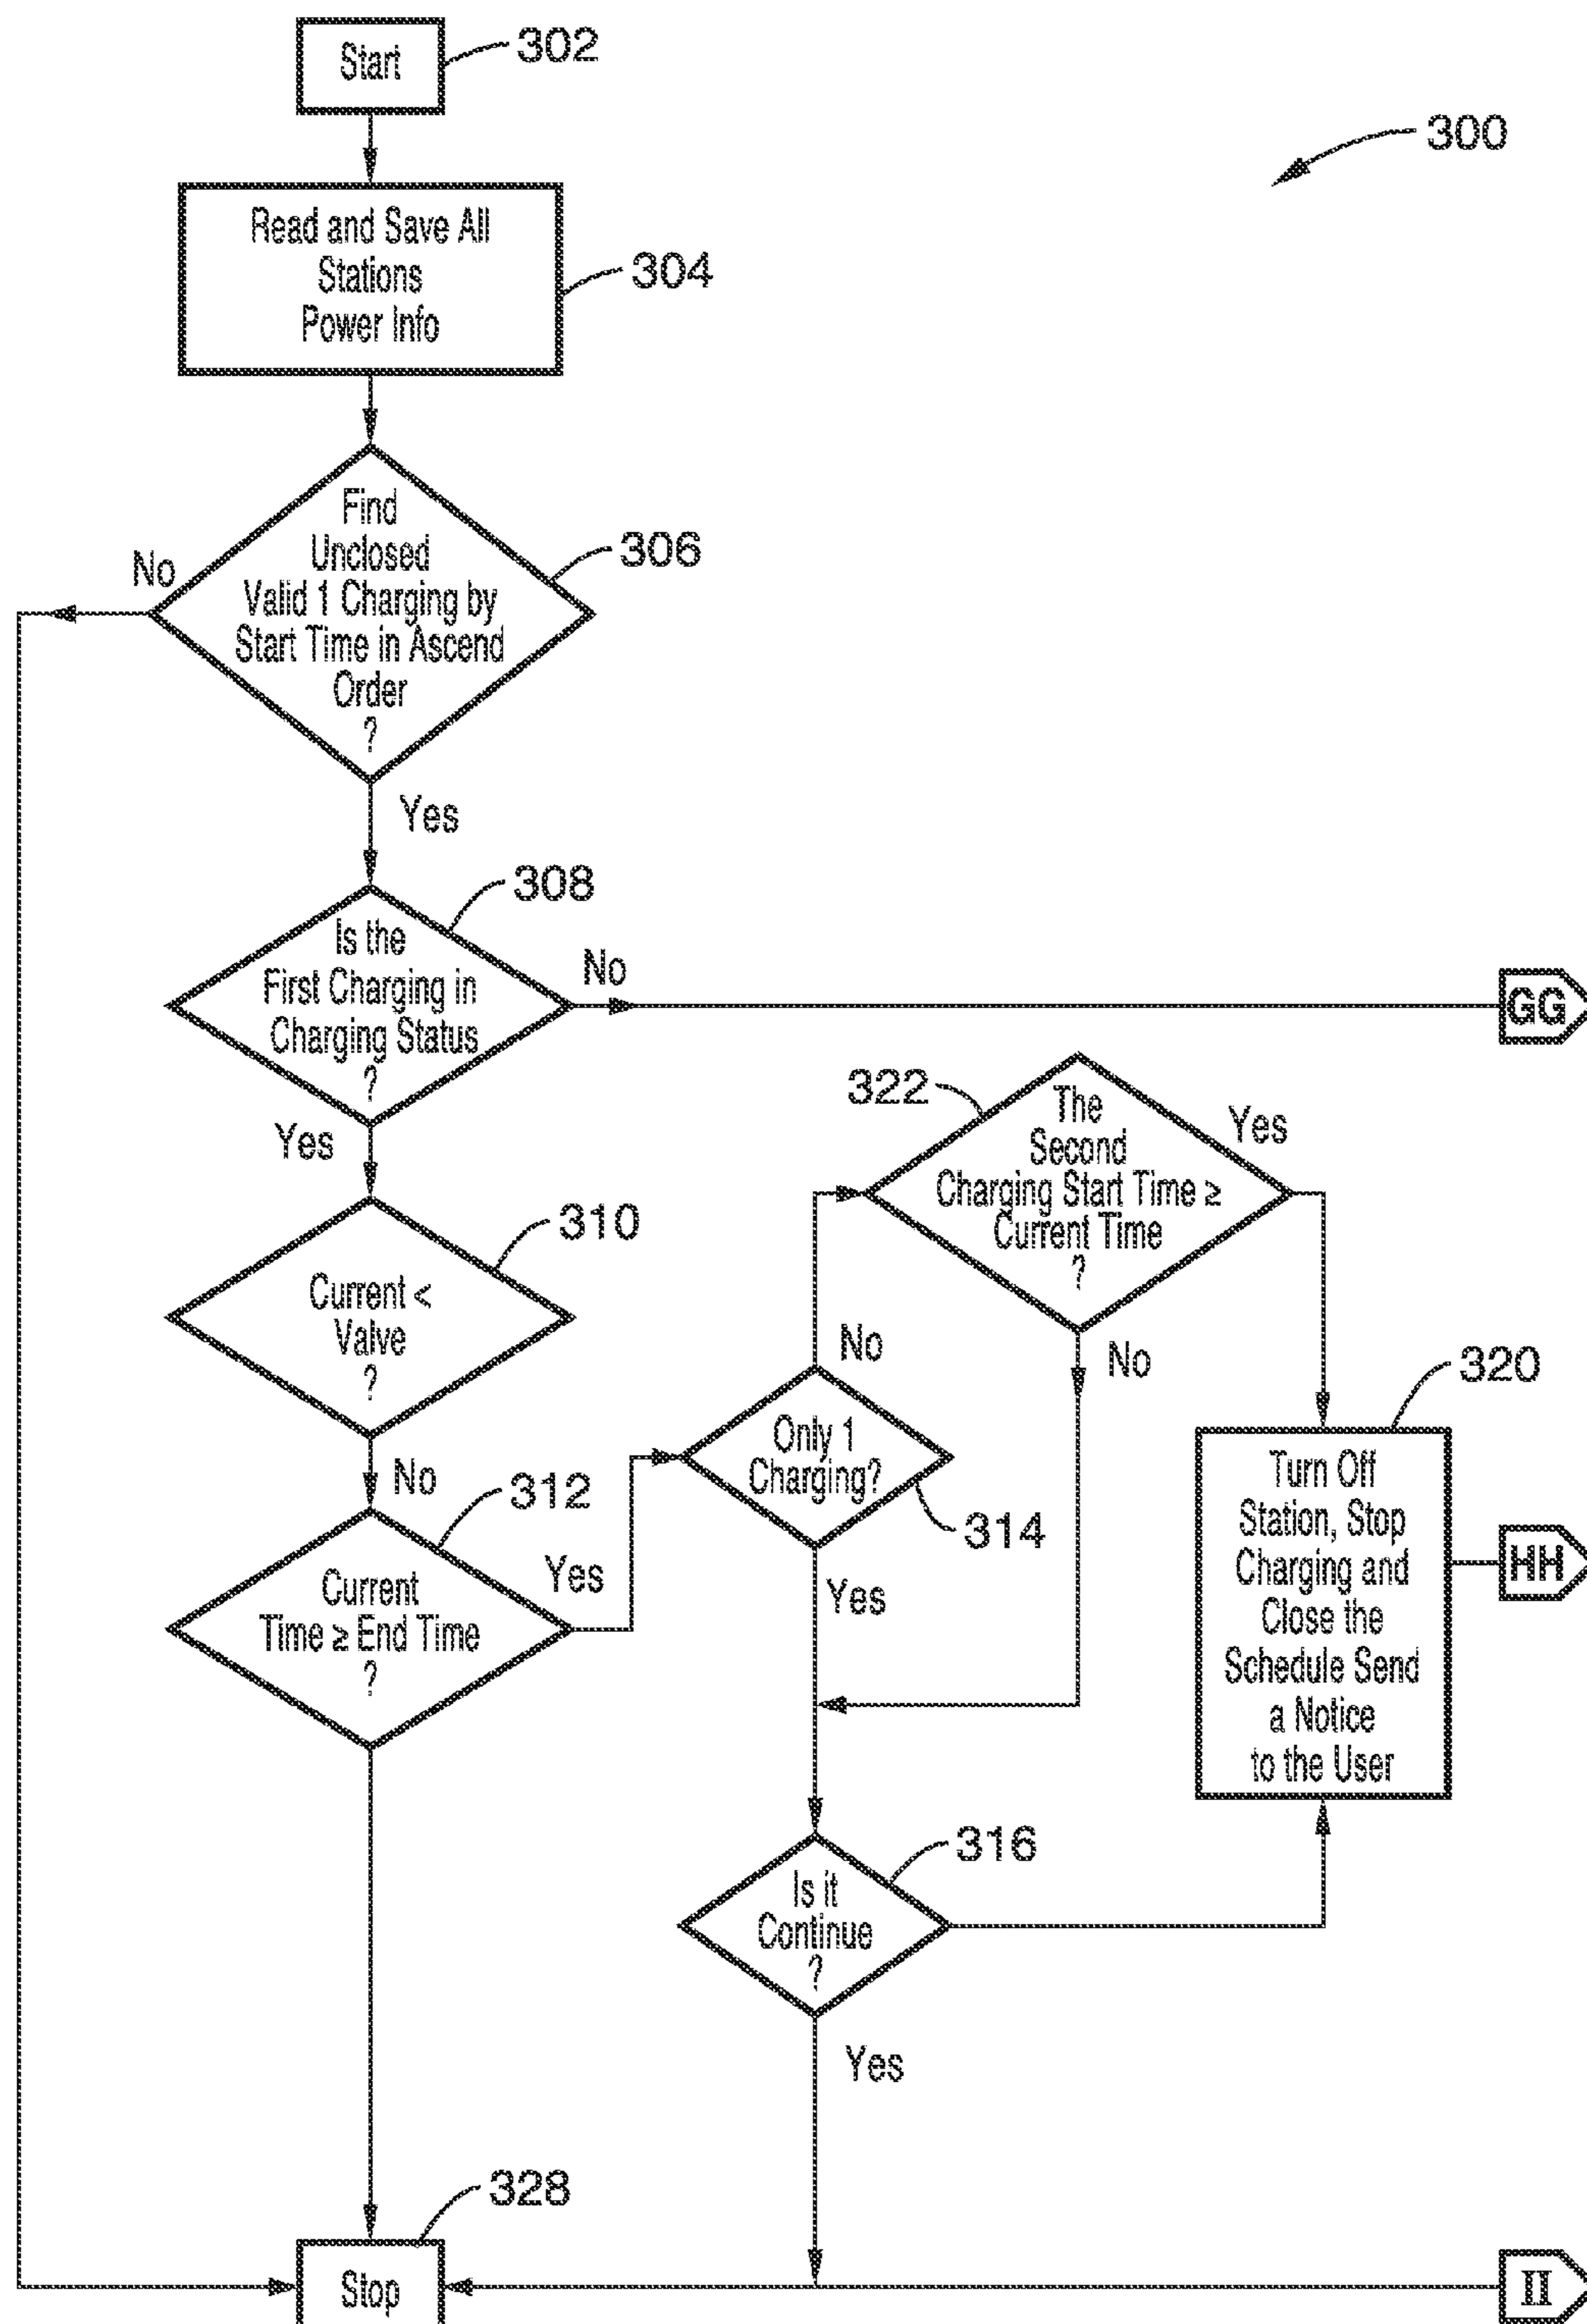 Start
302
300
Read and Save All
Stations
Power Info
304
Find
Unclosed
Valid 1 Charging by
Start Time in Ascend
Order
?
306
No
Yes
308
Is the
First Charging in
Charging Status
?
No
GG
Yes
322
The
Second
Charging Start Time ≥
Current Time
?
Yes
No
310
Current <
Valve
?
No
312
Current
Time ≥ End Time
?
Yes
No
Only 1
Charging?
314
Yes
320
Turn Off
Station, Stop
Charging and
Close the
Schedule Send
a Notice
to the User
HH
316
Is it
Continue
?
Yes
328
Stop
II